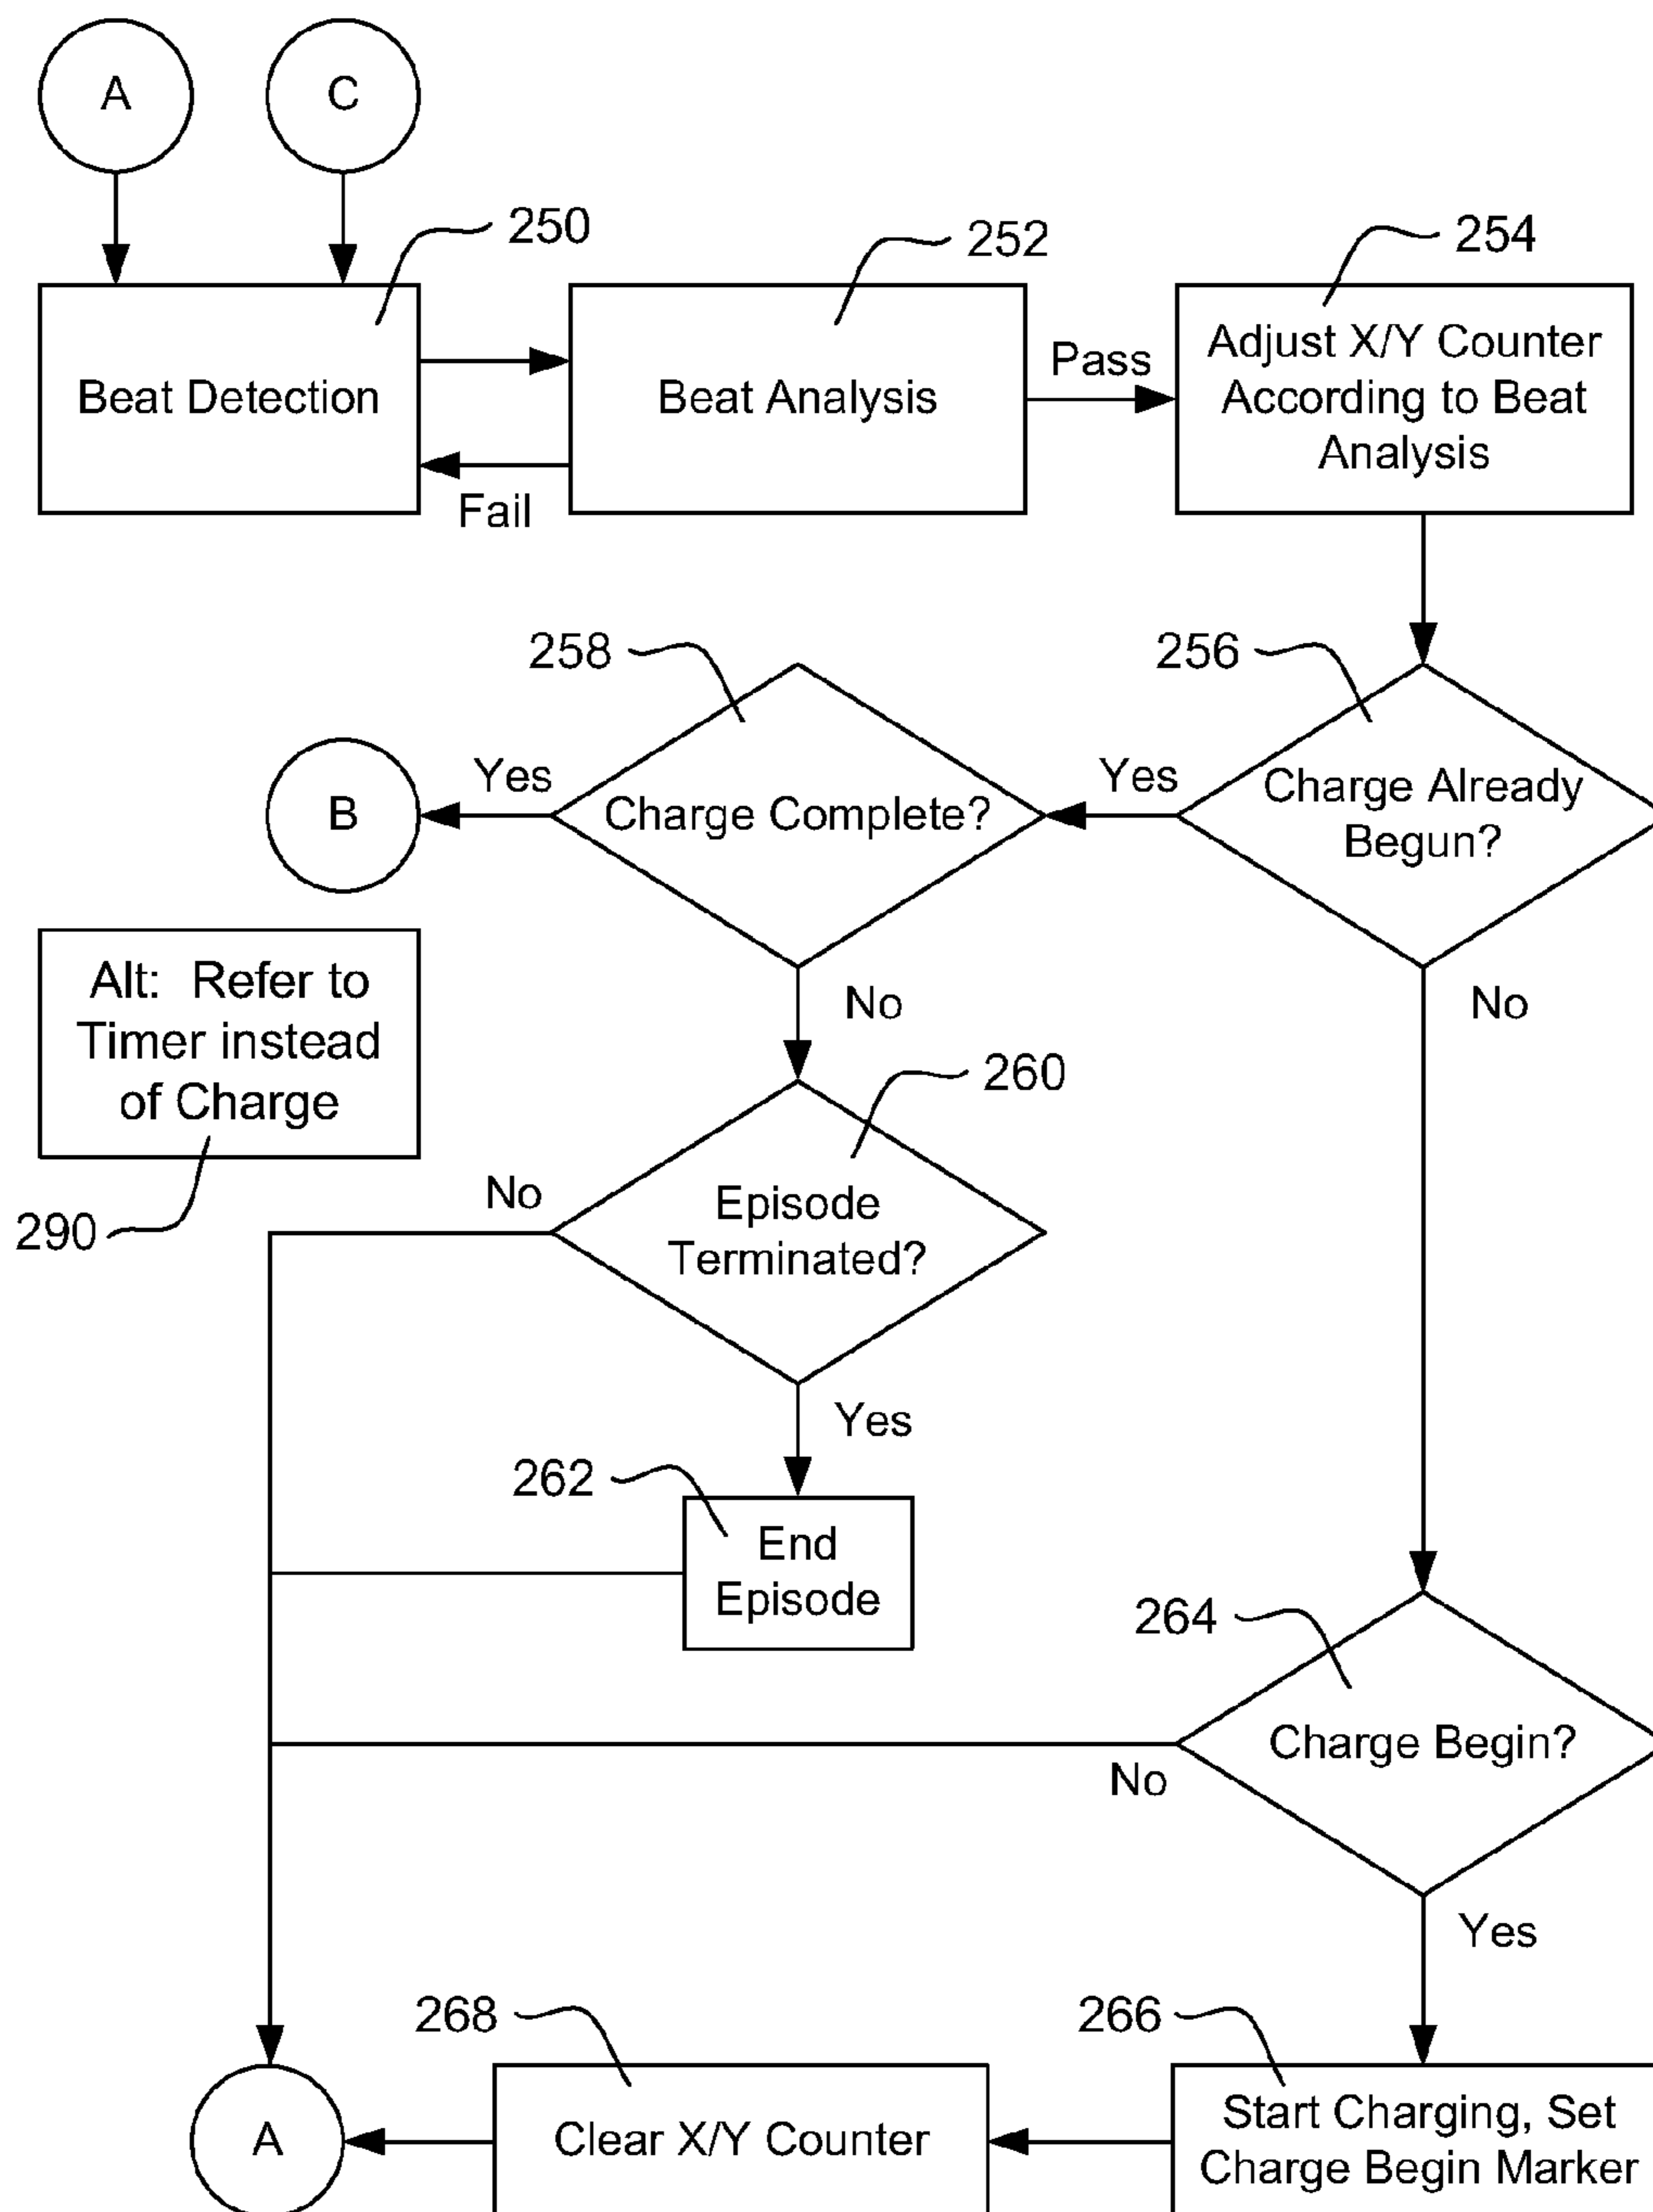 A
C
250
252
254
Beat Detection
Beat Analysis
Pass
Fail
Adjust X/Y Counter
According to Beat
Analysis
258
256
B
Yes
Charge Complete?
Yes
Charge Already
Begun?
Alt: Refer to
Timer instead
of Charge
290
No
No
260
No
Episode
Terminated?
Yes
262
End
Episode
264
Charge Begin?
No
Yes
268
266
A
Clear X/Y Counter
Start Charging, Set
Charge Begin Marker